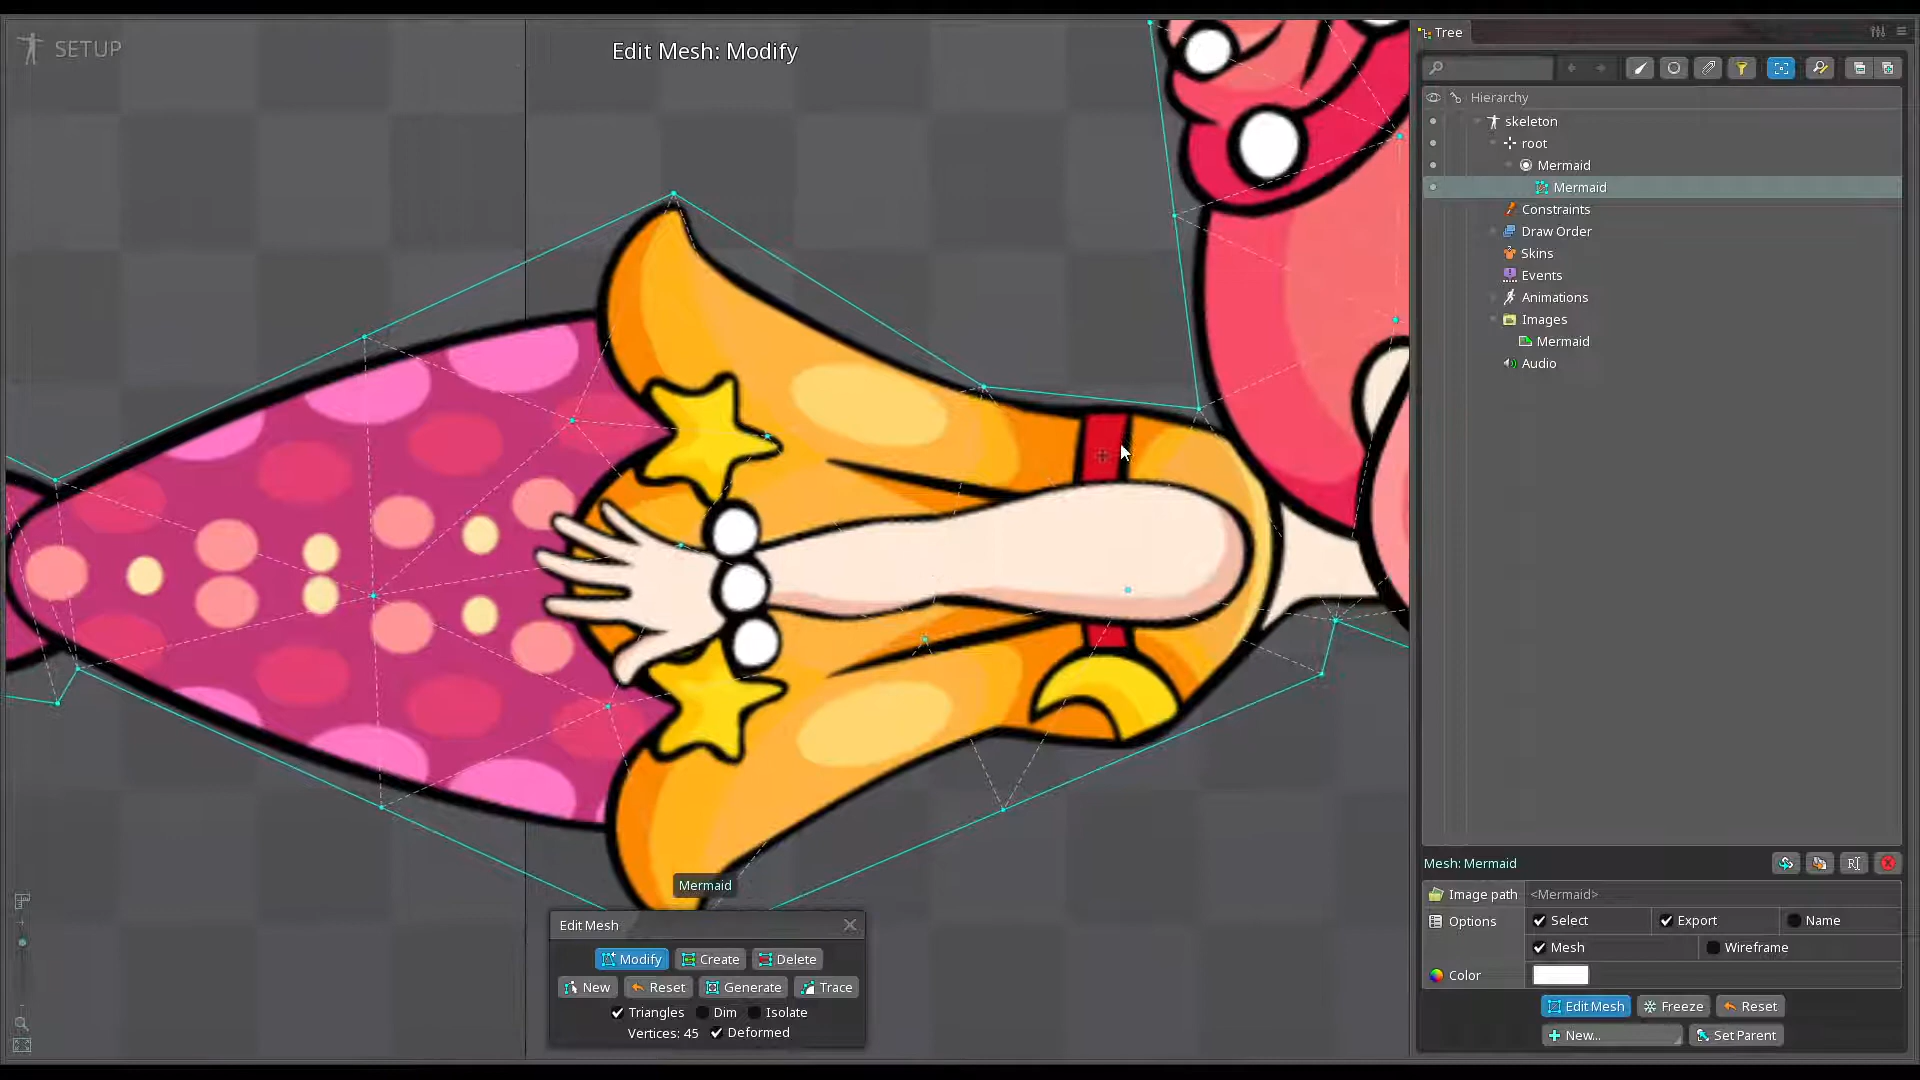 SETUP
Edit Mesh: Modify
Tree
Hierarchy
skeleton
root
Mermaid
Mermaid
Constraints
Draw Order
Skins
Events
Animations
Images
Mermaid
Audio
Mermaid
Edit Mesh
Modify Create Delete
New Reset Generate Trace
Triangles Dim Isolate
Vertices: 45 Deformed
Mesh: Mermaid
Image path <Mermaid>
Options Select Export Name
Mesh Wireframe
Color
Edit Mesh Freeze Reset
New... Set Parent